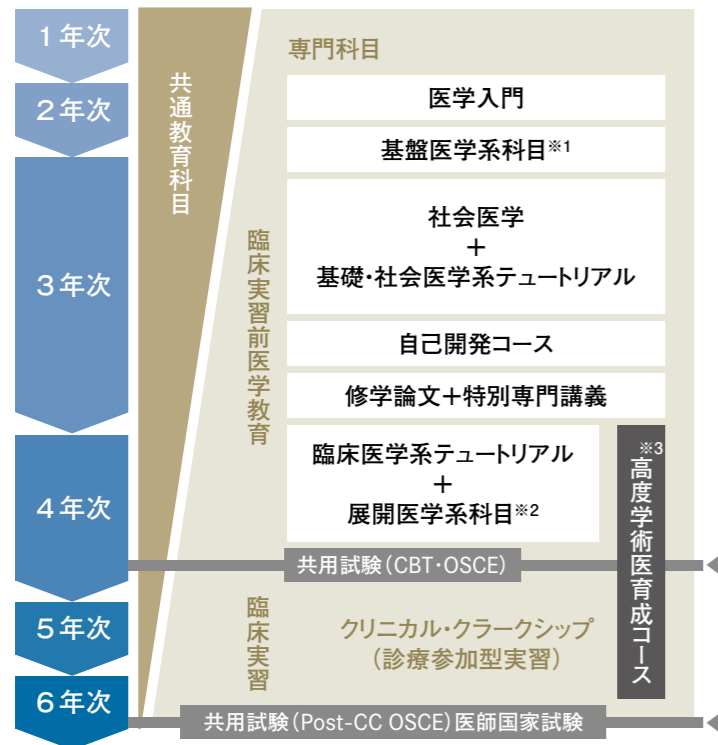 1年次
2年次
3年次
4年次
5年次
6年次
共通教育科目
専門科目
臨床実習前医学教育
医学入門
基盤医学系科目※1
社会医学
+
基礎・社会医学系テュートリアル
自己開発コース
修学論文+特別専門講義
臨床医学系テュートリアル
+
展開医学系科目※2
※3
高度学術医育成コース
共用試験(CBT・OSCE)
臨床実習
クリニカル・クラークシップ
(診療参加型実習)
共用試験(Post-CC OSCE)医師国家試験